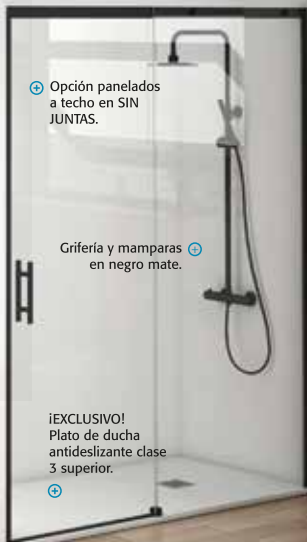 Opción panelados
a techo en SIN
JUNTAS.
Grifería y mamparas
en negro mate.
¡EXCLUSIVO!
Plato de ducha
antideslizante clase
3 superior.